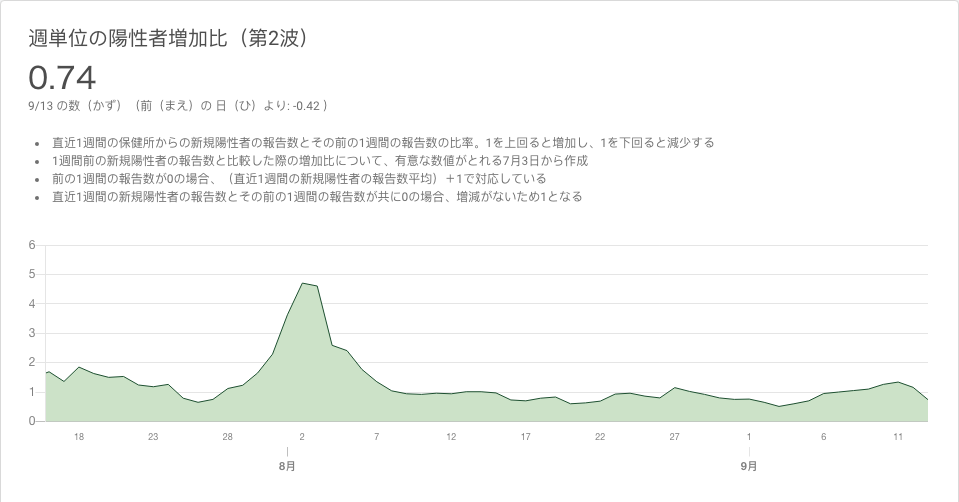 週単位の陽性者増加比（第2波）
0.74
9/13 の数（かず）（前（まえ）の 日（ひ）より: -0.42 ）
• 直近1週間の保健所からの新規陽性者の報告数とその前の1週間の報告数の比率。1を上回ると増加し、1を下回ると減少する
• 1週間前の新規陽性者の報告数と比較した際の増加比について、有意な数値がとれる7月3日から作成
• 前の1週間の報告数が0の場合、（直近1週間の新規陽性者の報告数平均）＋1で対応している
• 直近1週間の新規陽性者の報告数とその前の1週間の報告数が共に0の場合、増減がないため1となる
6
5
4
3
2
1
0
18 23 28 2 7 12 17 22 27 1 6 11
8月 9月